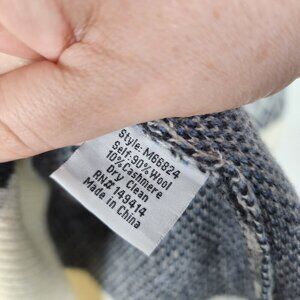 Style: M66824
Self: 90% Wool
10% Cashmere
Dry Clean
RN# 149414
Made in China